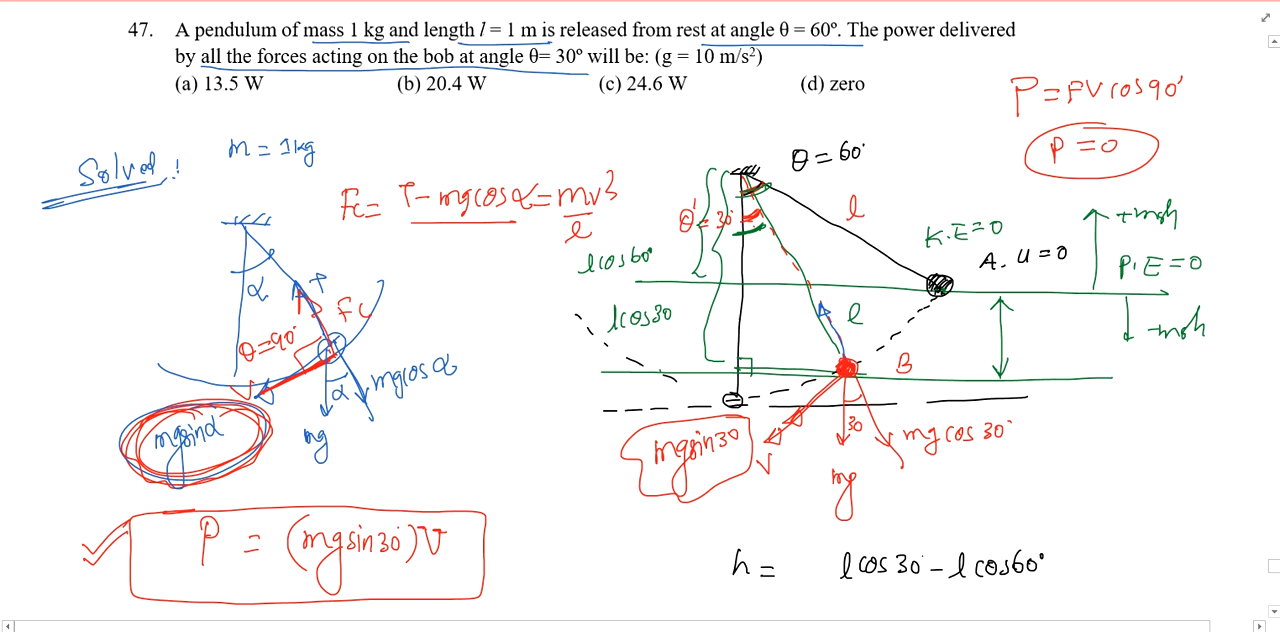 47. A pendulum of mass 1 kg and length l = 1 m is released from rest at angle θ = 60º. The power delivered
by all the forces acting on the bob at angle θ= 30º will be: (g = 10 m/s²)
(a) 13.5 W (b) 20.4 W (c) 24.6 W (d) zero
P = FV cos 90°
P = 0
Solved !
m = 1kg
Fc = T - mg cos α = mv²/l
θ = 60°
θ' = 30°
l
K.E = 0
A. U = 0
+mgh
P.E = 0
-mgh
l cos 60°
l cos 30
l
B
α
T
Fc
θ = 90°
α
mg cos α
V
mg sin α
mg
30
mg cos 30°
mg sin 30
V
mg
P = (mg sin 30°) V
h = l cos 30 - l cos 60°